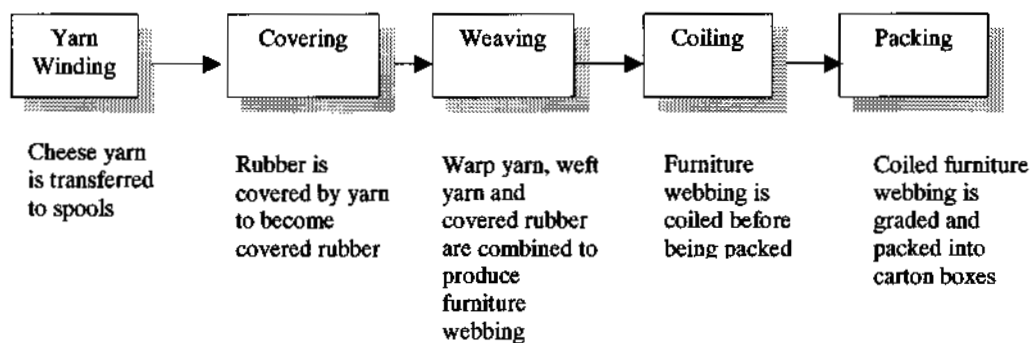 Yarn
Winding
Covering
Weaving
Coiling
Packing
Cheese yarn
is transferred
to spools
Rubber is
covered by yarn
to become
covered rubber
Warp yarn, weft
yarn and
covered rubber
are combined to
produce
furniture
webbing
Furniture
webbing is
coiled before
being packed
Coiled furniture
webbing is
graded and
packed into
carton boxes